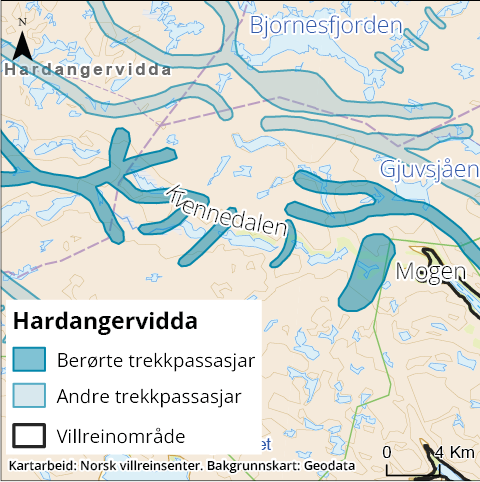 Bjornesfjorden
N
Hardangervidda
Gjuvsjåen
Kvennedalen
Mogen
Hardangervidda
Berørte trekkpassasjar
Andre trekkpassasjar
Villreinområde
et
0 4 Km
Kartarbeid: Norsk villreinsenter. Bakgrunnskart: Geodata